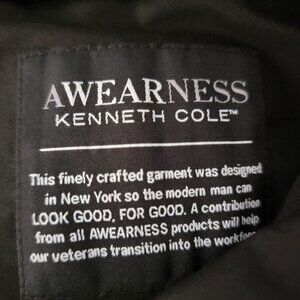 AWEARNESS
KENNETH COLE™
This finely crafted garment was designed
in New York so the modern man can
LOOK GOOD, FOR GOOD. A contribution
from all AWEARNESS products will help
our veterans transition into the workforce